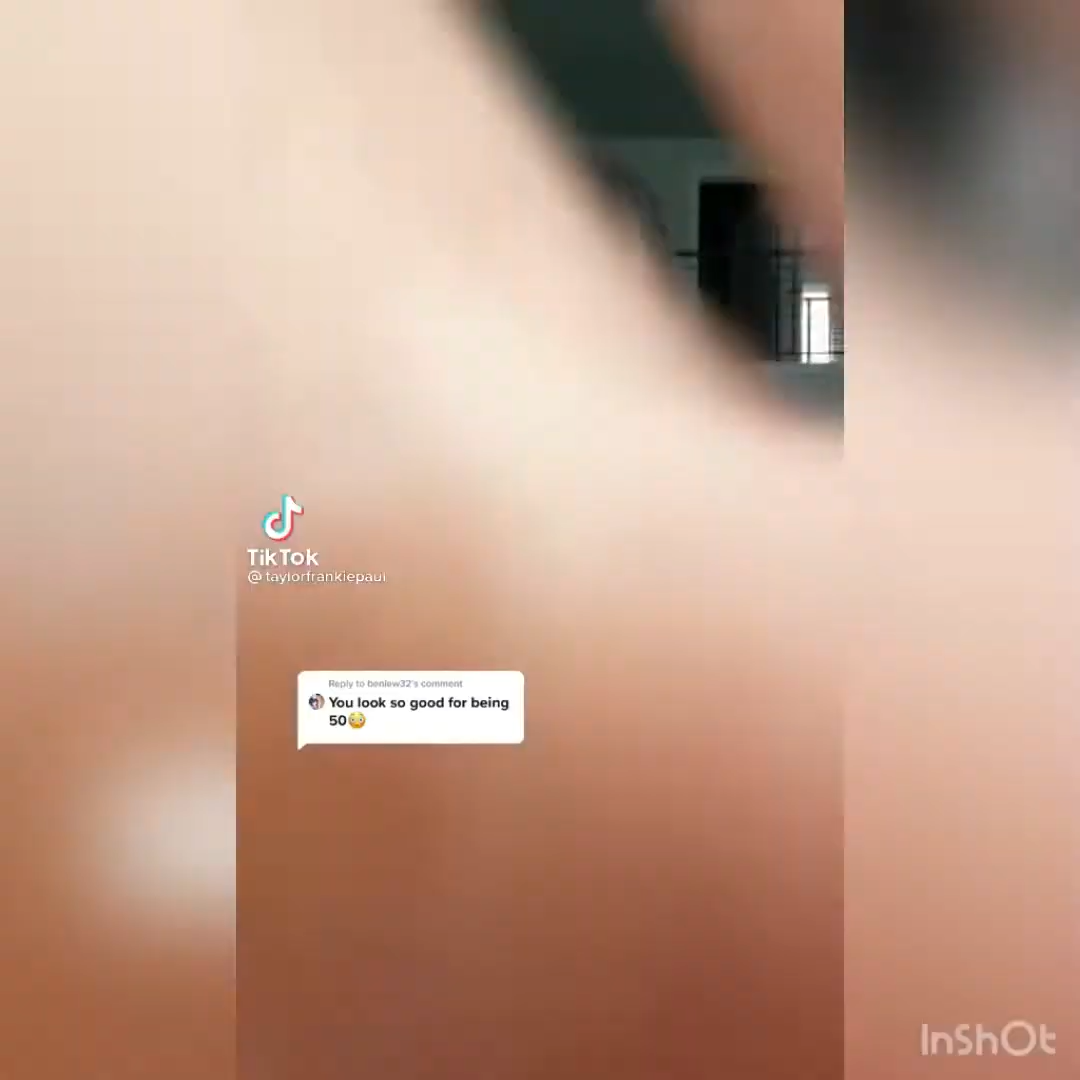 TikTok
@taylorfrankiepaul
Reply to benlew32's comment
You look so good for being
50😳
InShOt